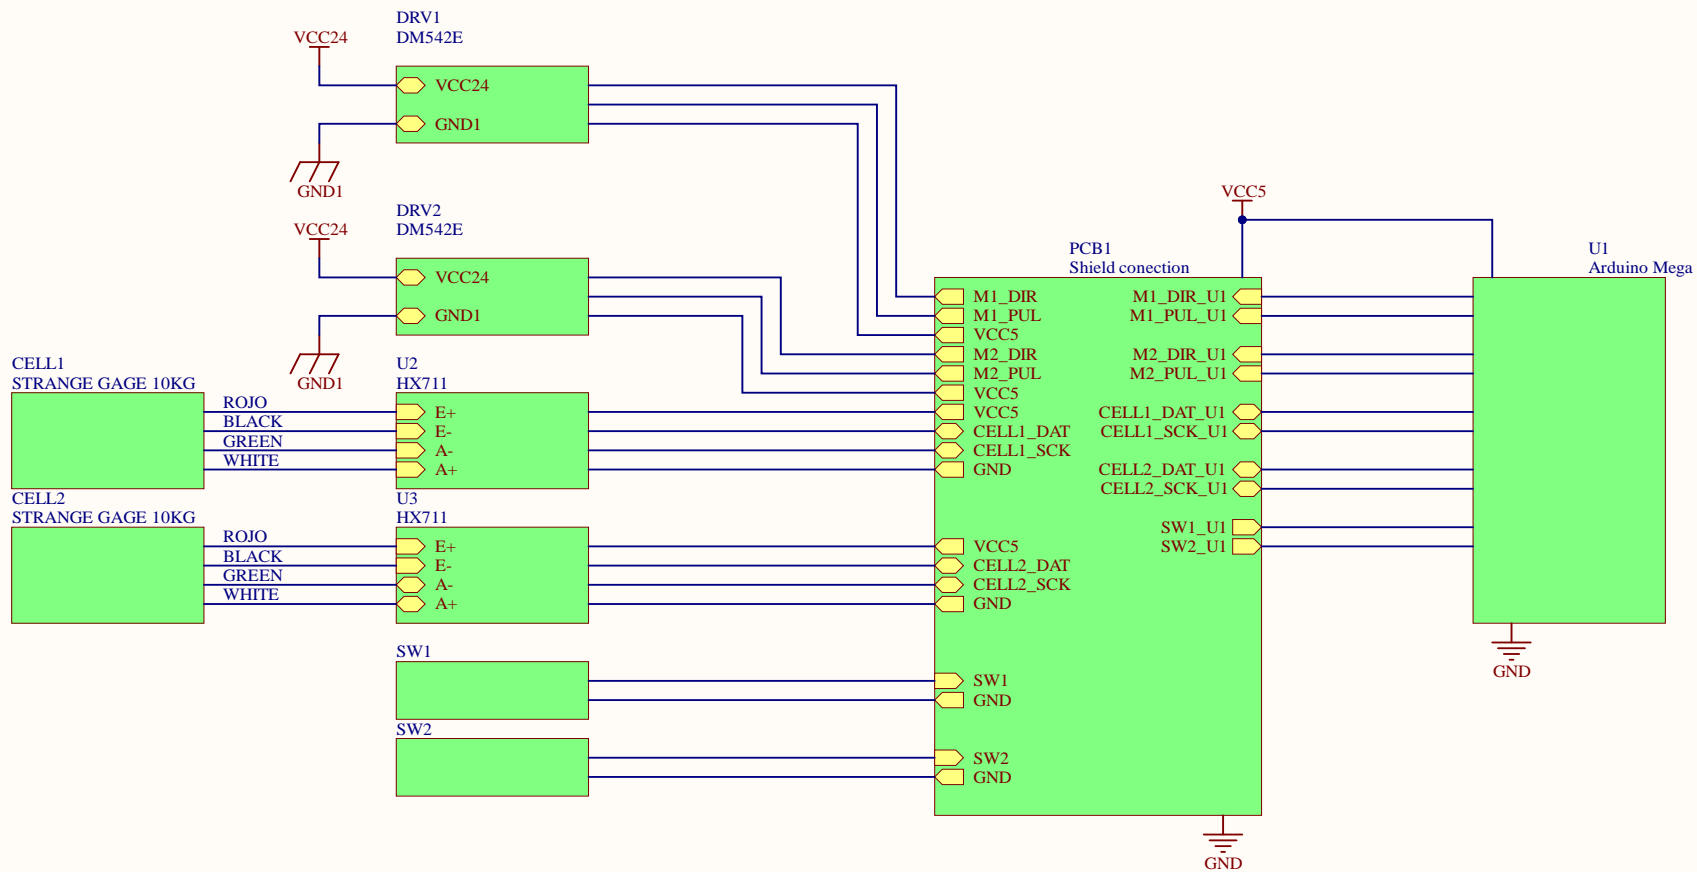 DRV1
DM542E
VCC24
VCC24
GND1
GND1
DRV2
DM542E
VCC24
VCC24
GND1
GND1
CELL1
STRANGE GAGE 10KG
ROJO
BLACK
GREEN
WHITE
U2
HX711
E+
E-
A-
A+
CELL2
STRANGE GAGE 10KG
ROJO
BLACK
GREEN
WHITE
U3
HX711
E+
E-
A-
A+
SW1
SW2
VCC5
PCB1
Shield conection
M1_DIR
M1_PUL
VCC5
M2_DIR
M2_PUL
VCC5
VCC5
CELL1_DAT
CELL1_SCK
GND
VCC5
CELL2_DAT
CELL2_SCK
GND
SW1
GND
SW2
GND
M1_DIR_U1
M1_PUL_U1
M2_DIR_U1
M2_PUL_U1
CELL1_DAT_U1
CELL1_SCK_U1
CELL2_DAT_U1
CELL2_SCK_U1
SW1_U1
SW2_U1
GND
U1
Arduino Mega
GND